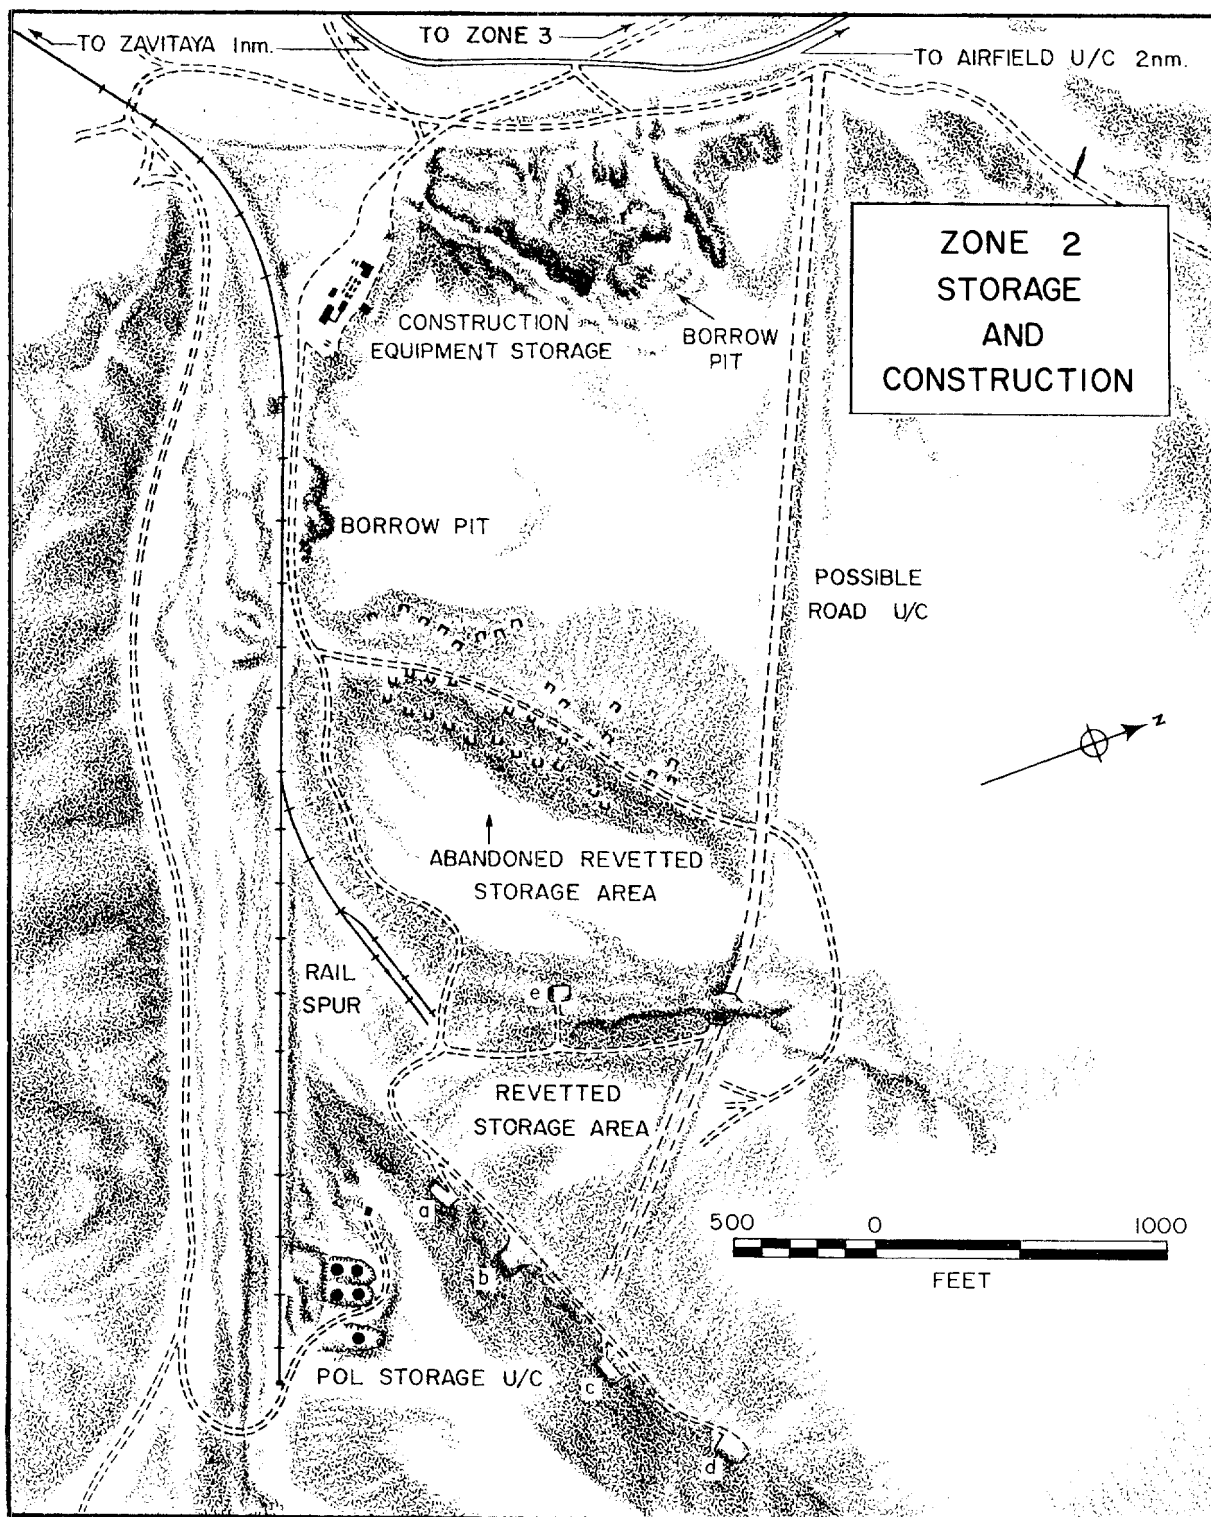 TO ZAVITAYA 1nm.
TO ZONE 3
TO AIRFIELD U/C 2nm.
ZONE 2
STORAGE
AND
CONSTRUCTION
CONSTRUCTION
EQUIPMENT STORAGE
BORROW
PIT
BORROW PIT
POSSIBLE
ROAD U/C
N
ABANDONED REVETTED
STORAGE AREA
RAIL
SPUR
e
REVETTED
STORAGE AREA
a
b
c
d
500 0 1000
FEET
POL STORAGE U/C